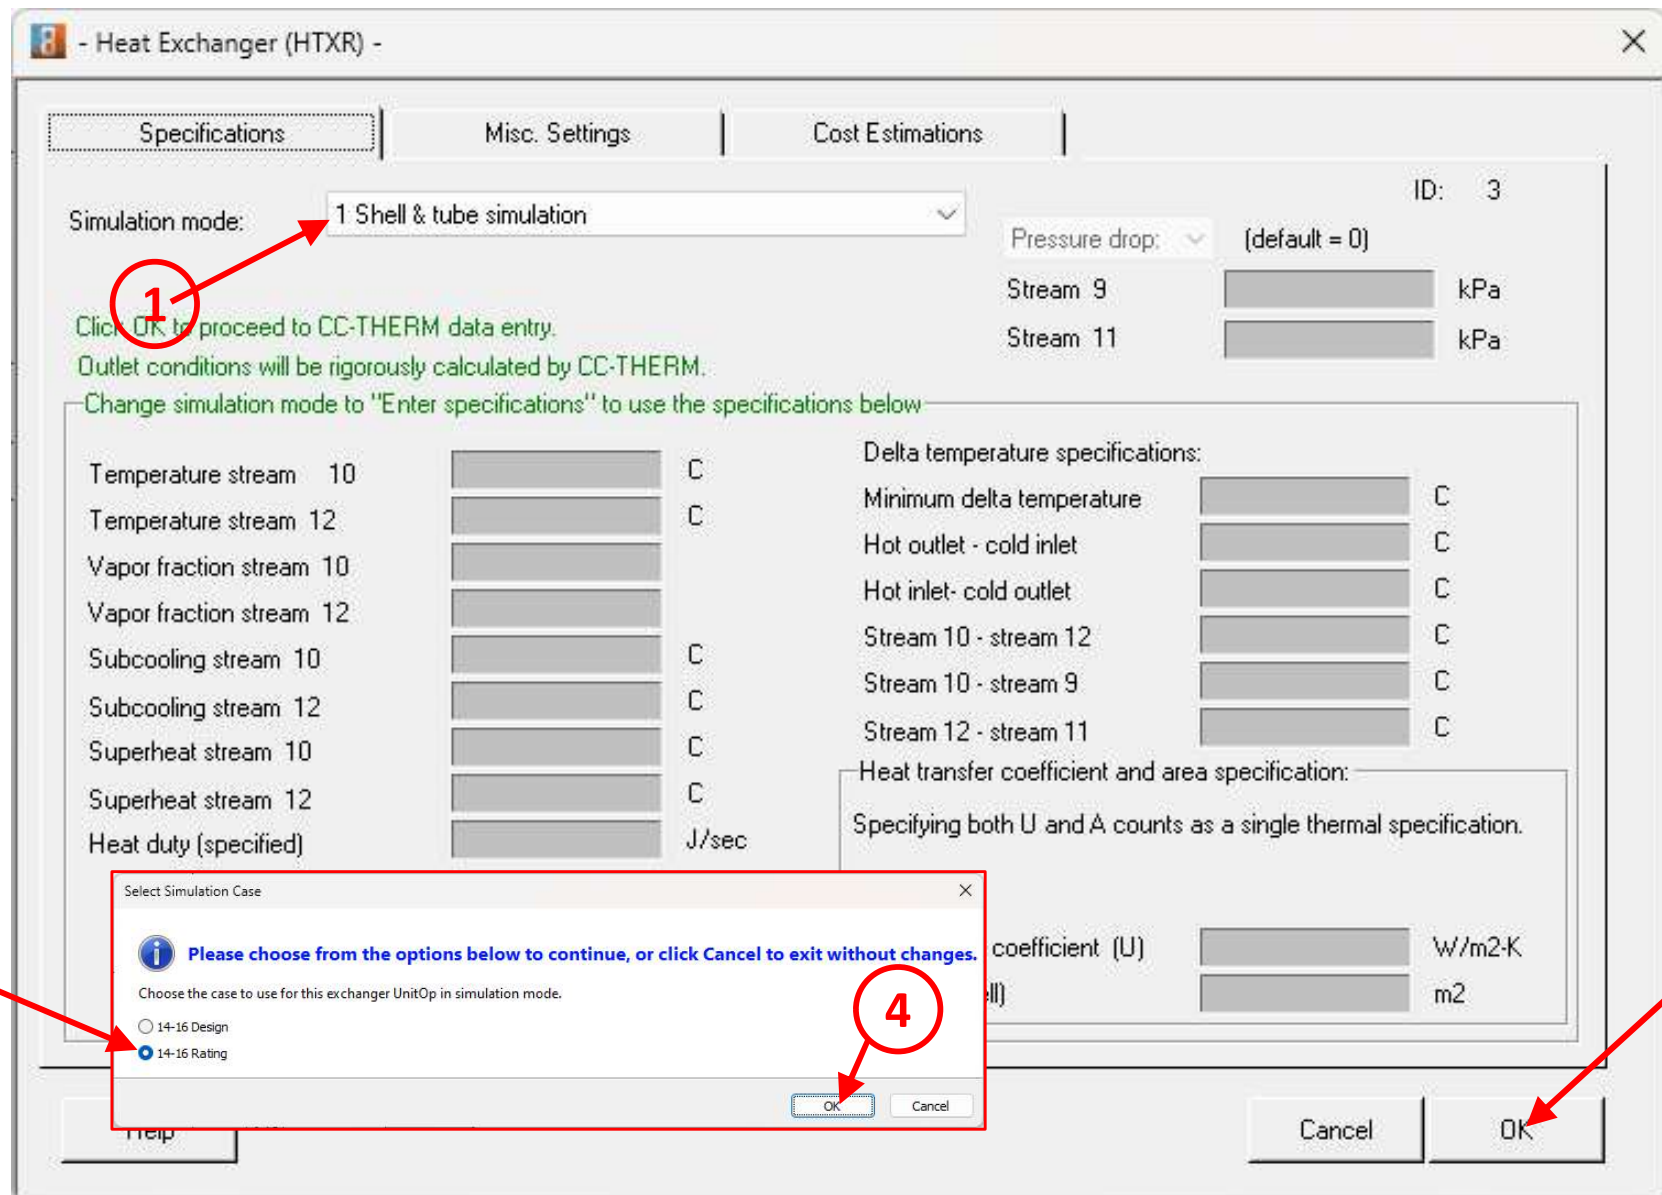 - Heat Exchanger (HTXR) -
Specifications
Misc. Settings
Cost Estimations
ID: 3
Simulation mode:
1 Shell & tube simulation
Pressure drop:
(default = 0)
Stream 9
kPa
Stream 11
kPa
1
Click OK to proceed to CC-THERM data entry.
Outlet conditions will be rigorously calculated by CC-THERM.
Change simulation mode to "Enter specifications" to use the specifications below
Temperature stream 10
C
Temperature stream 12
C
Vapor fraction stream 10
Vapor fraction stream 12
Subcooling stream 10
C
Subcooling stream 12
C
Superheat stream 10
C
Superheat stream 12
C
Heat duty (specified)
J/sec
Delta temperature specifications:
Minimum delta temperature
C
Hot outlet - cold inlet
C
Hot inlet- cold outlet
C
Stream 10 - stream 12
C
Stream 10 - stream 9
C
Stream 12 - stream 11
C
Heat transfer coefficient and area specification:
Specifying both U and A counts as a single thermal specification.
coefficient (U)
W/m2-K
m2
Select Simulation Case
Please choose from the options below to continue, or click Cancel to exit without changes.
Choose the case to use for this exchanger UnitOp in simulation mode.
14-16 Design
14-16 Rating
4
OK
Cancel
Help
Cancel
OK